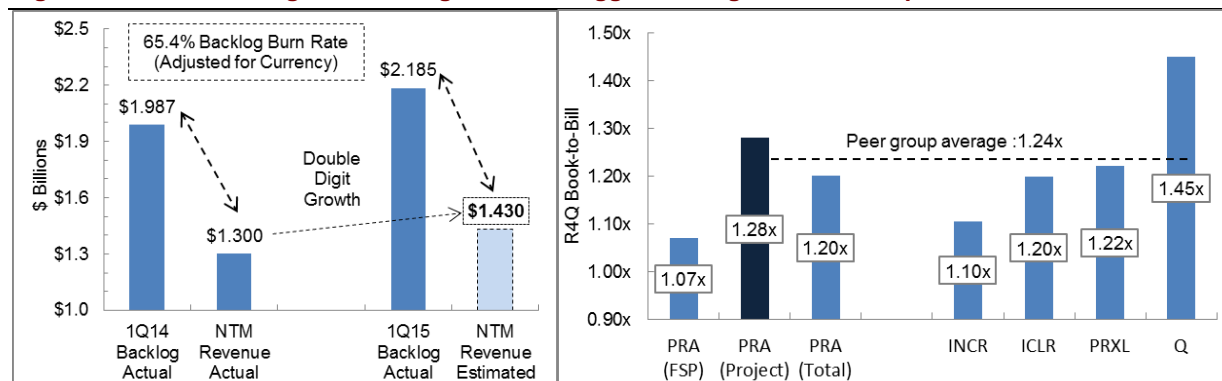 $2.5
$2.2
$1.9
$1.6
$1.3
$1.0
$ Billions
65.4% Backlog Burn Rate
(Adjusted for Currency)
$1.987
$1.300
$2.185
$1.430
Double
Digit
Growth
1Q14
Backlog
Actual
NTM
Revenue
Actual
1Q15
Backlog
Actual
NTM
Revenue
Estimated
1.50x
1.40x
1.30x
1.20x
1.10x
1.00x
0.90x
R4Q Book-to-Bill
Peer group average :1.24x
1.07x
1.28x
1.20x
1.10x
1.20x
1.22x
1.45x
PRA
(FSP)
PRA
(Project)
PRA
(Total)
INCR
ICLR
PRXL
Q